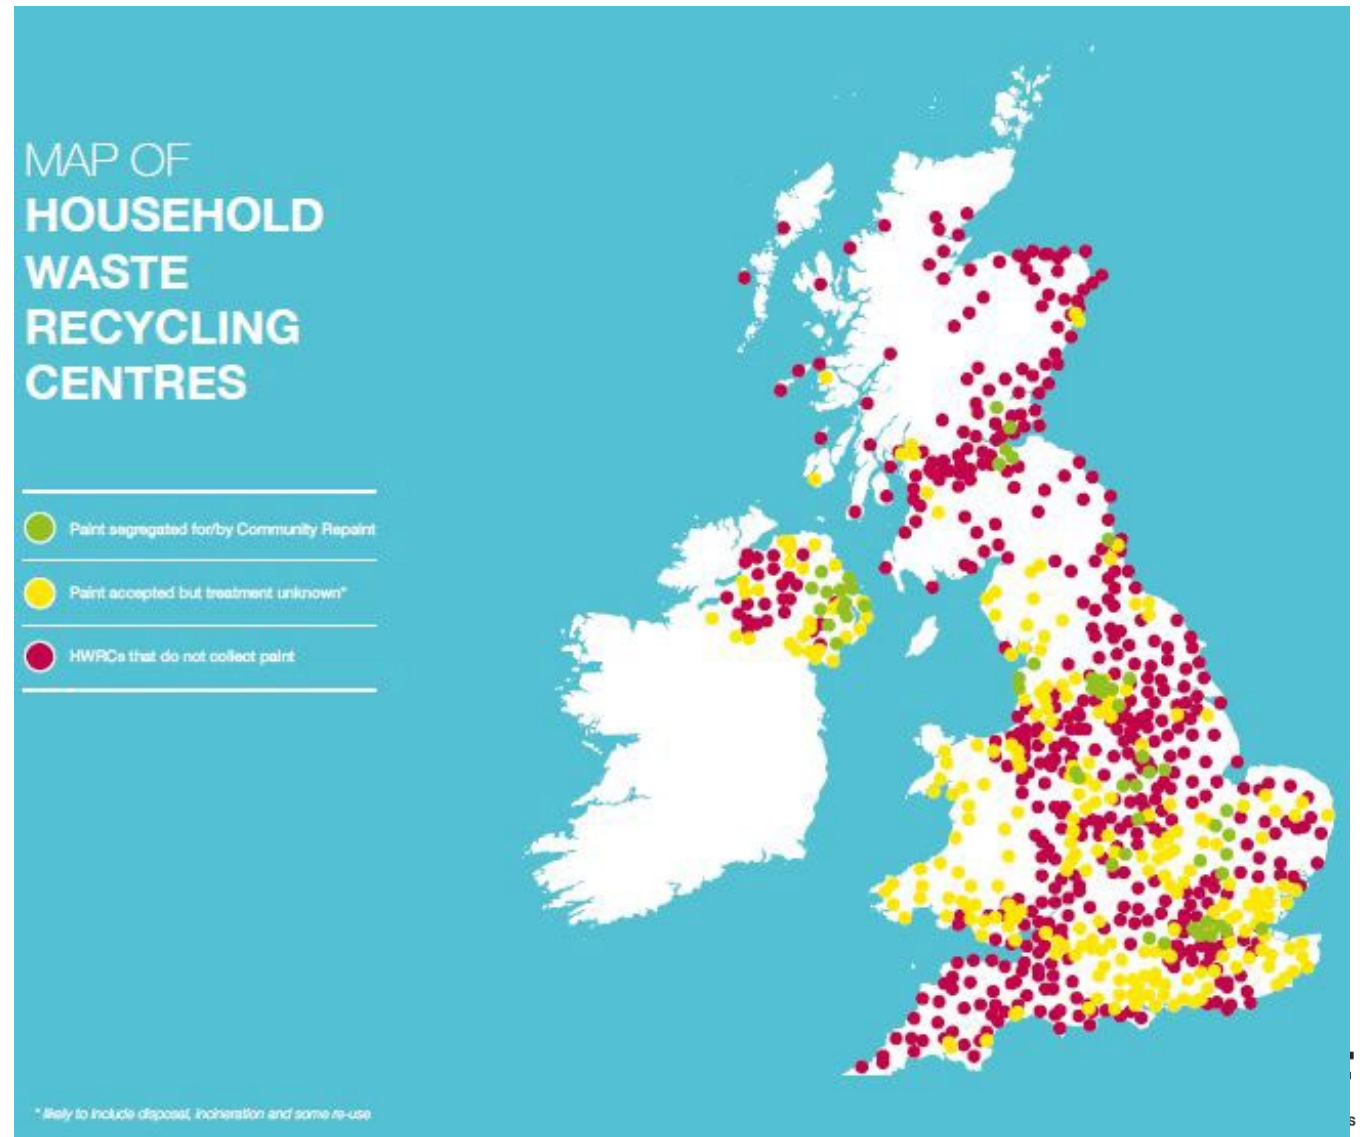 MAP OF
HOUSEHOLD
WASTE
RECYCLING
CENTRES
Paint segregated for/by Community Repaint
Paint accepted but treatment unknown*
HWRCs that do not collect paint
* likely to include disposal, incineration and some re-use
s